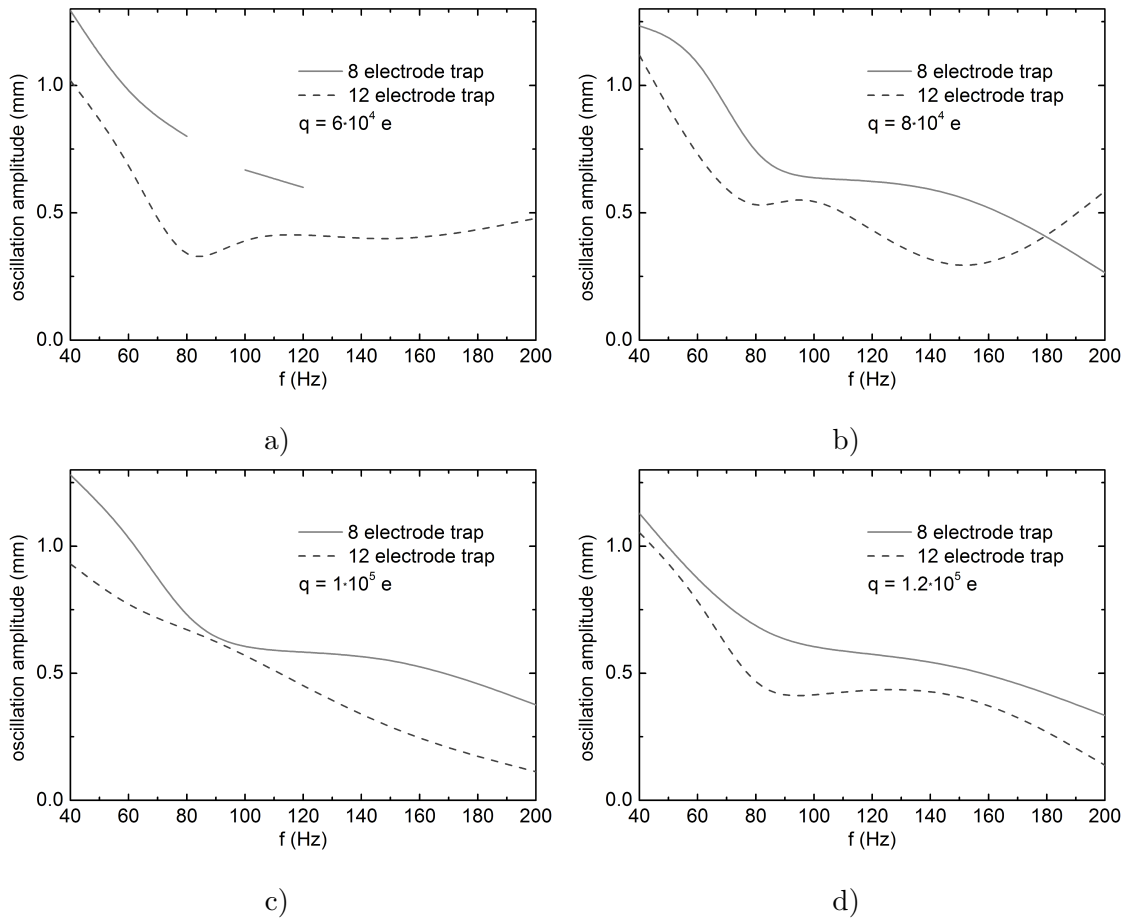 oscillation amplitude (mm)
1.0
0.5
0.0
8 electrode trap
12 electrode trap
q = 6·10⁴ e
40 60 80 100 120 140 160 180 200
f (Hz)
a)
oscillation amplitude (mm)
1.0
0.5
0.0
8 electrode trap
12 electrode trap
q = 8·10⁴ e
40 60 80 100 120 140 160 180 200
f (Hz)
b)
oscillation amplitude (mm)
1.0
0.5
0.0
8 electrode trap
12 electrode trap
q = 1·10⁵ e
40 60 80 100 120 140 160 180 200
f (Hz)
c)
oscillation amplitude (mm)
1.0
0.5
0.0
8 electrode trap
12 electrode trap
q = 1.2·10⁵ e
40 60 80 100 120 140 160 180 200
f (Hz)
d)